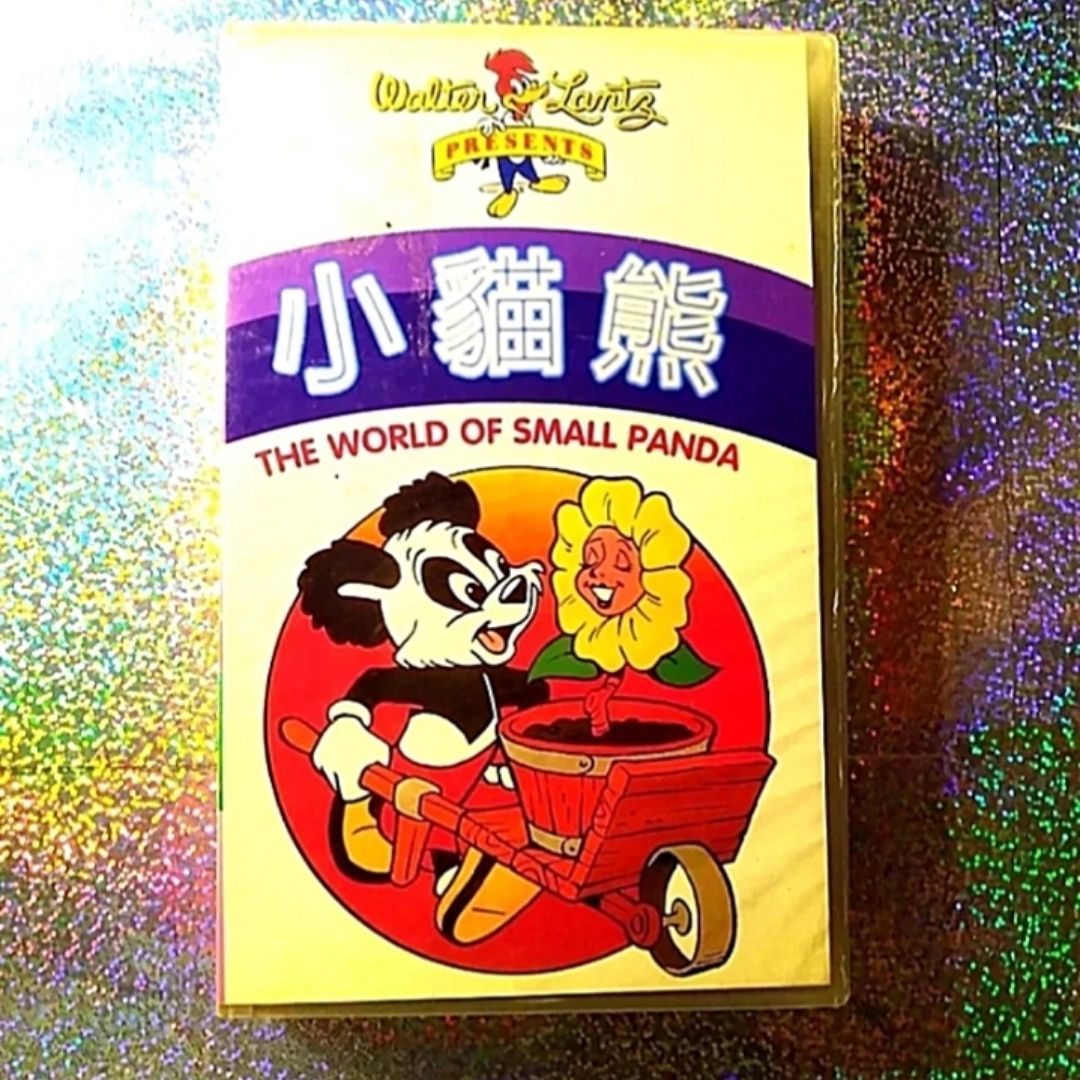 Walter Lantz
PRESENTS
小貓熊
THE WORLD OF SMALL PANDA